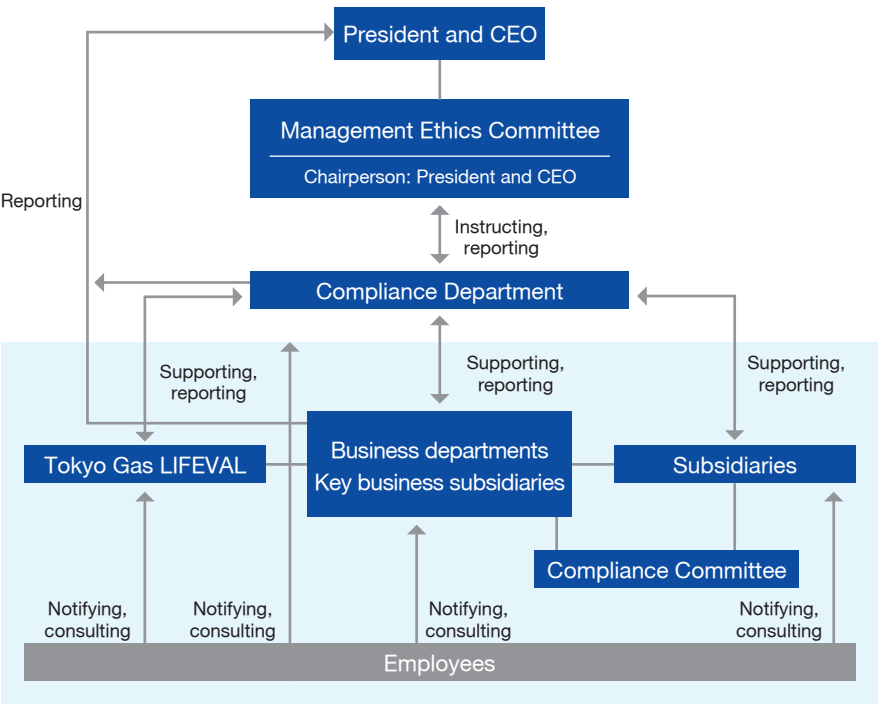 President and CEO
Management Ethics Committee
Chairperson: President and CEO
Reporting
Instructing,
reporting
Compliance Department
Supporting,
reporting
Supporting,
reporting
Supporting,
reporting
Tokyo Gas LIFEVAL
Business departments
Key business subsidiaries
Subsidiaries
Compliance Committee
Notifying,
consulting
Notifying,
consulting
Notifying,
consulting
Notifying,
consulting
Employees